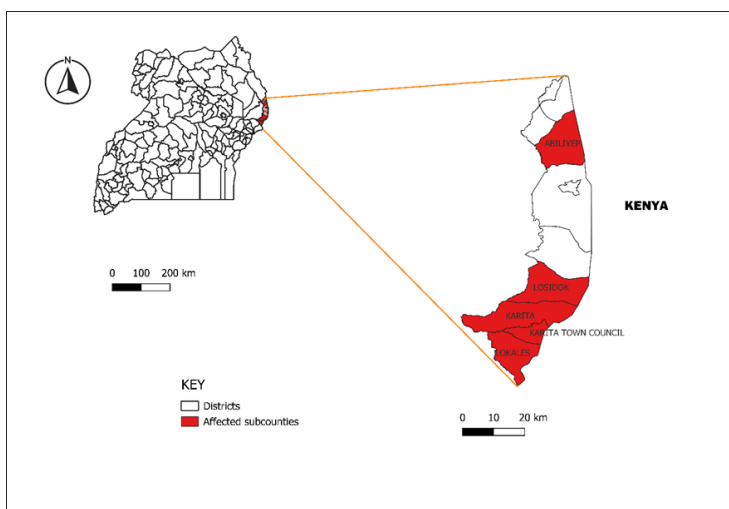 N
ABILIYEP
KENYA
0 100 200 km
LOSIDOK
KARITA
KARITA TOWN COUNCIL
LOKALES
KEY
Districts
Affected subcounties
0 10 20 km